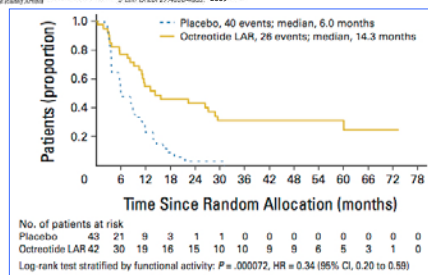 Placebo, 40 events; median, 6.0 months
Octreotide LAR, 26 events; median, 14.3 months
Patients (proportion)
1.0
0.8
0.6
0.4
0.2
0 6 12 18 24 30 36 42 48 54 60 66 72 78
Time Since Random Allocation (months)
No. of patients at risk
Placebo 43 21 9 3 1 1 0 0 0 0 0 0 0 0
Octreotide LAR 42 30 19 16 15 10 10 9 9 6 5 3 1 0
Log-rank test stratified by functional activity: P = .000072, HR = 0.34 (95% CI, 0.20 to 0.59)